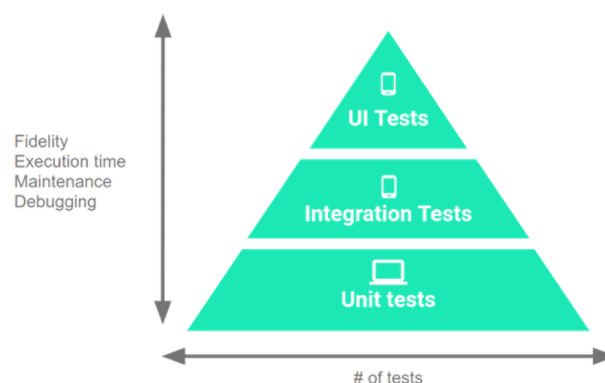 Fidelity
Execution time
Maintenance
Debugging
UI Tests
Integration Tests
Unit tests
# of tests